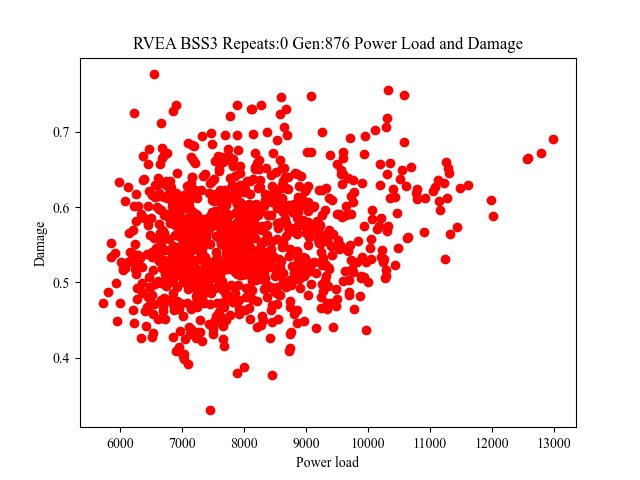 RVEA BSS3 Repeats:0 Gen:876 Power Load and Damage
Damage
0.7
0.6
0.5
0.4
6000 7000 8000 9000 10000 11000 12000 13000
Power load